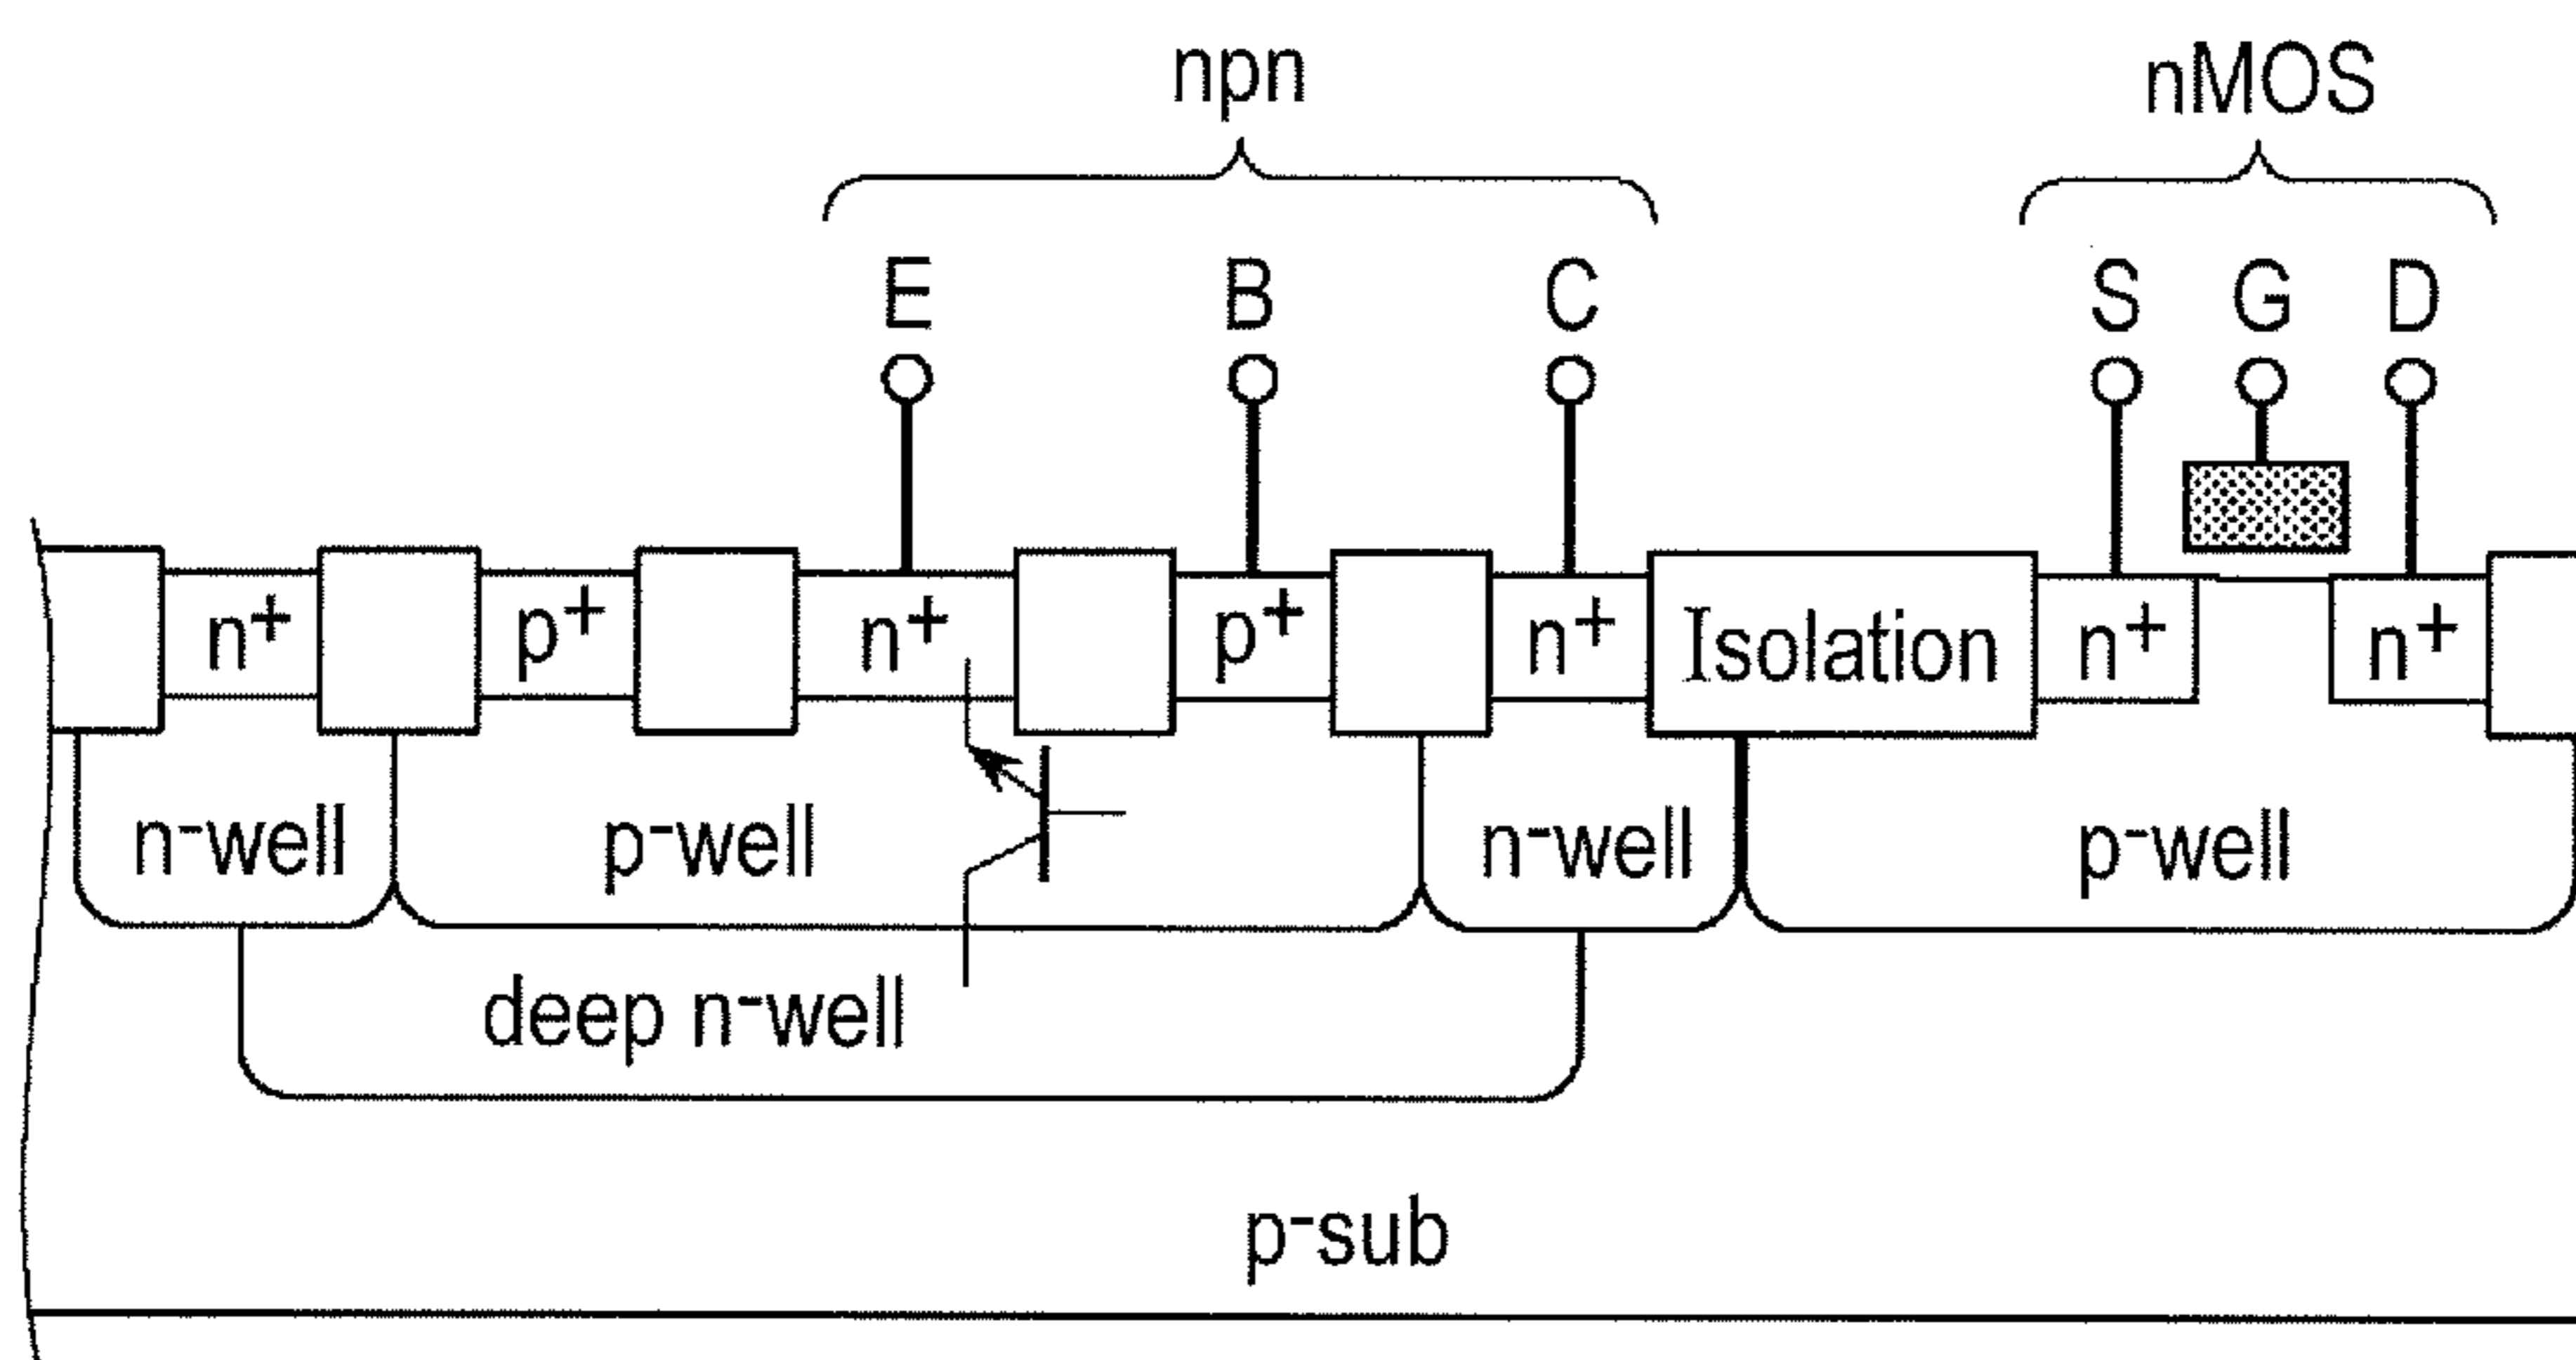 npn nMOS
E B C S G D
n+ p+ n+ p+ n+ Isolation n+ n+
n-well p-well n-well p-well
deep n-well
p-sub